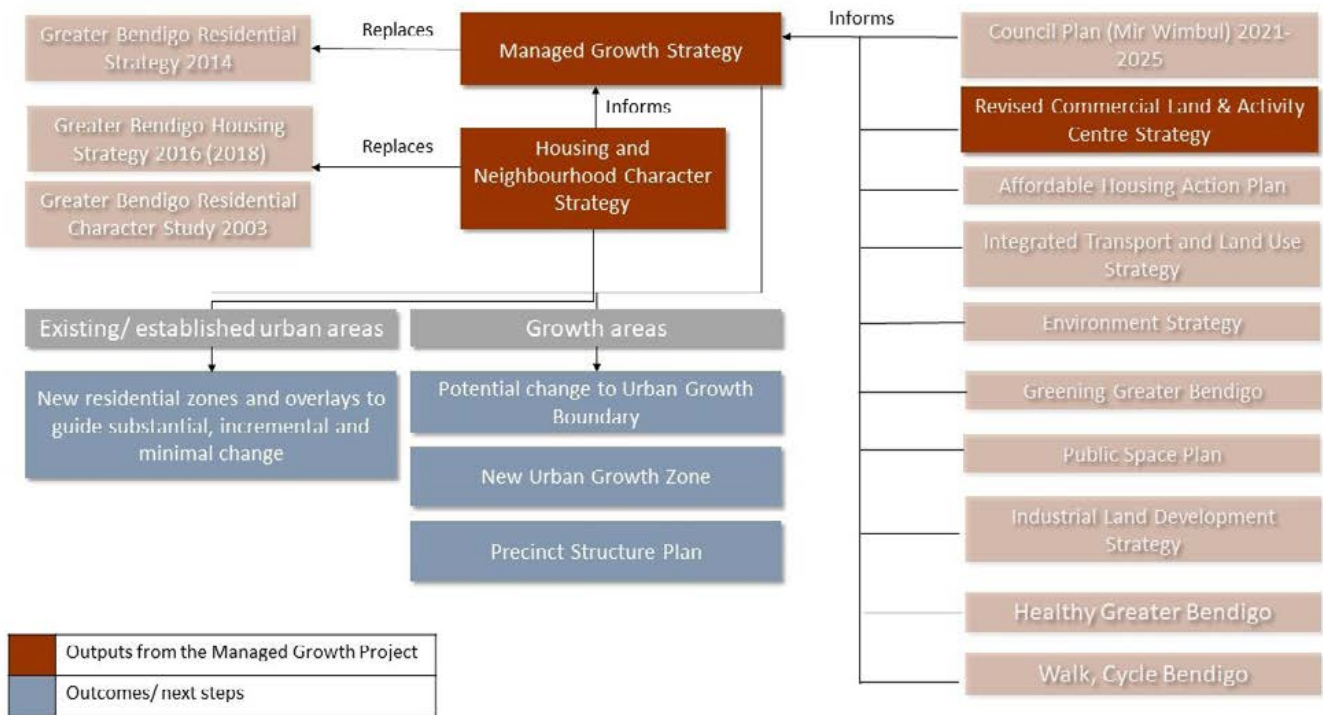 Greater Bendigo Residential
Strategy 2014
Replaces
Managed Growth Strategy
Informs
Council Plan (Mir Wimbul) 2021-
2025
Informs
Greater Bendigo Housing
Strategy 2016 (2018)
Replaces
Housing and
Neighbourhood Character
Strategy
Greater Bendigo Residential
Character Study 2003
Revised Commercial Land & Activity
Centre Strategy
Affordable Housing Action Plan
Integrated Transport and Land Use
Strategy
Environment Strategy
Greening Greater Bendigo
Public Space Plan
Industrial Land Development
Strategy
Healthy Greater Bendigo
Walk, Cycle Bendigo
Existing/ established urban areas
New residential zones and overlays to
guide substantial, incremental and
minimal change
Growth areas
Potential change to Urban Growth
Boundary
New Urban Growth Zone
Precinct Structure Plan
Outputs from the Managed Growth Project
Outcomes/ next steps